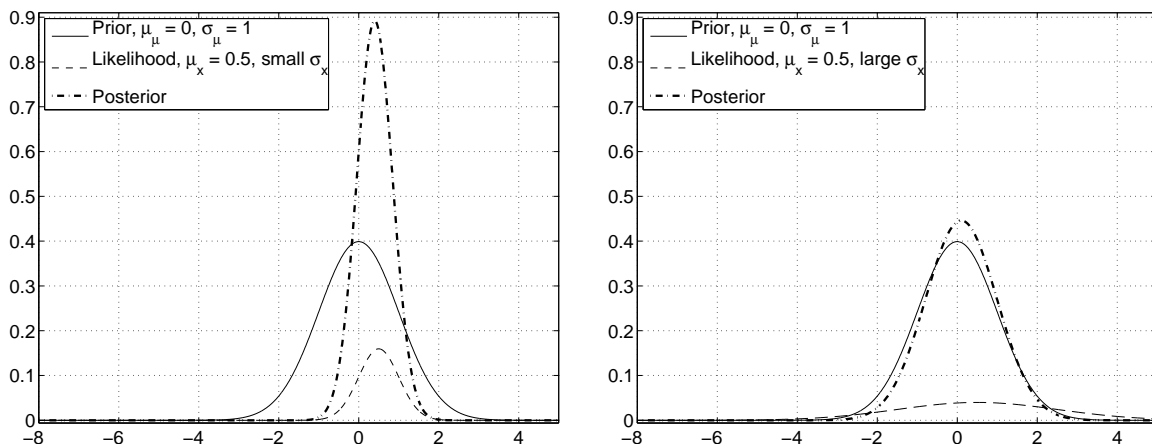 0.9
0.8
0.7
0.6
0.5
0.4
0.3
0.2
0.1
0
−8 −6 −4 −2 0 2 4
Prior, μ_μ = 0, σ_μ = 1
Likelihood, μ_x = 0.5, small σ_x
Posterior
0.9
0.8
0.7
0.6
0.5
0.4
0.3
0.2
0.1
0
−8 −6 −4 −2 0 2 4
Prior, μ_μ = 0, σ_μ = 1
Likelihood, μ_x = 0.5, large σ_x
Posterior